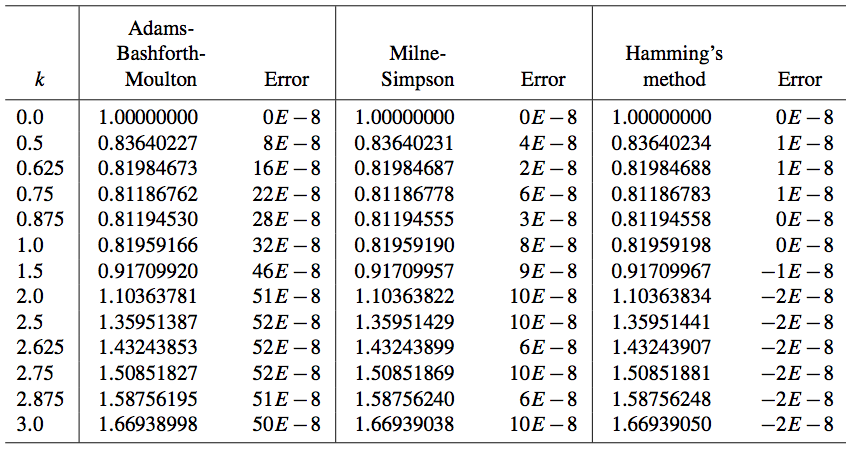 Adams-
Bashforth- Milne- Hamming's
k Moulton Error Simpson Error method Error
0.0 1.00000000 0E−8 1.00000000 0E−8 1.00000000 0E−8
0.5 0.83640227 8E−8 0.83640231 4E−8 0.83640234 1E−8
0.625 0.81984673 16E−8 0.81984687 2E−8 0.81984688 1E−8
0.75 0.81186762 22E−8 0.81186778 6E−8 0.81186783 1E−8
0.875 0.81194530 28E−8 0.81194555 3E−8 0.81194558 0E−8
1.0 0.81959166 32E−8 0.81959190 8E−8 0.81959198 0E−8
1.5 0.91709920 46E−8 0.91709957 9E−8 0.91709967 −1E−8
2.0 1.10363781 51E−8 1.10363822 10E−8 1.10363834 −2E−8
2.5 1.35951387 52E−8 1.35951429 10E−8 1.35951441 −2E−8
2.625 1.43243853 52E−8 1.43243899 6E−8 1.43243907 −2E−8
2.75 1.50851827 52E−8 1.50851869 10E−8 1.50851881 −2E−8
2.875 1.58756195 51E−8 1.58756240 6E−8 1.58756248 −2E−8
3.0 1.66938998 50E−8 1.66939038 10E−8 1.66939050 −2E−8